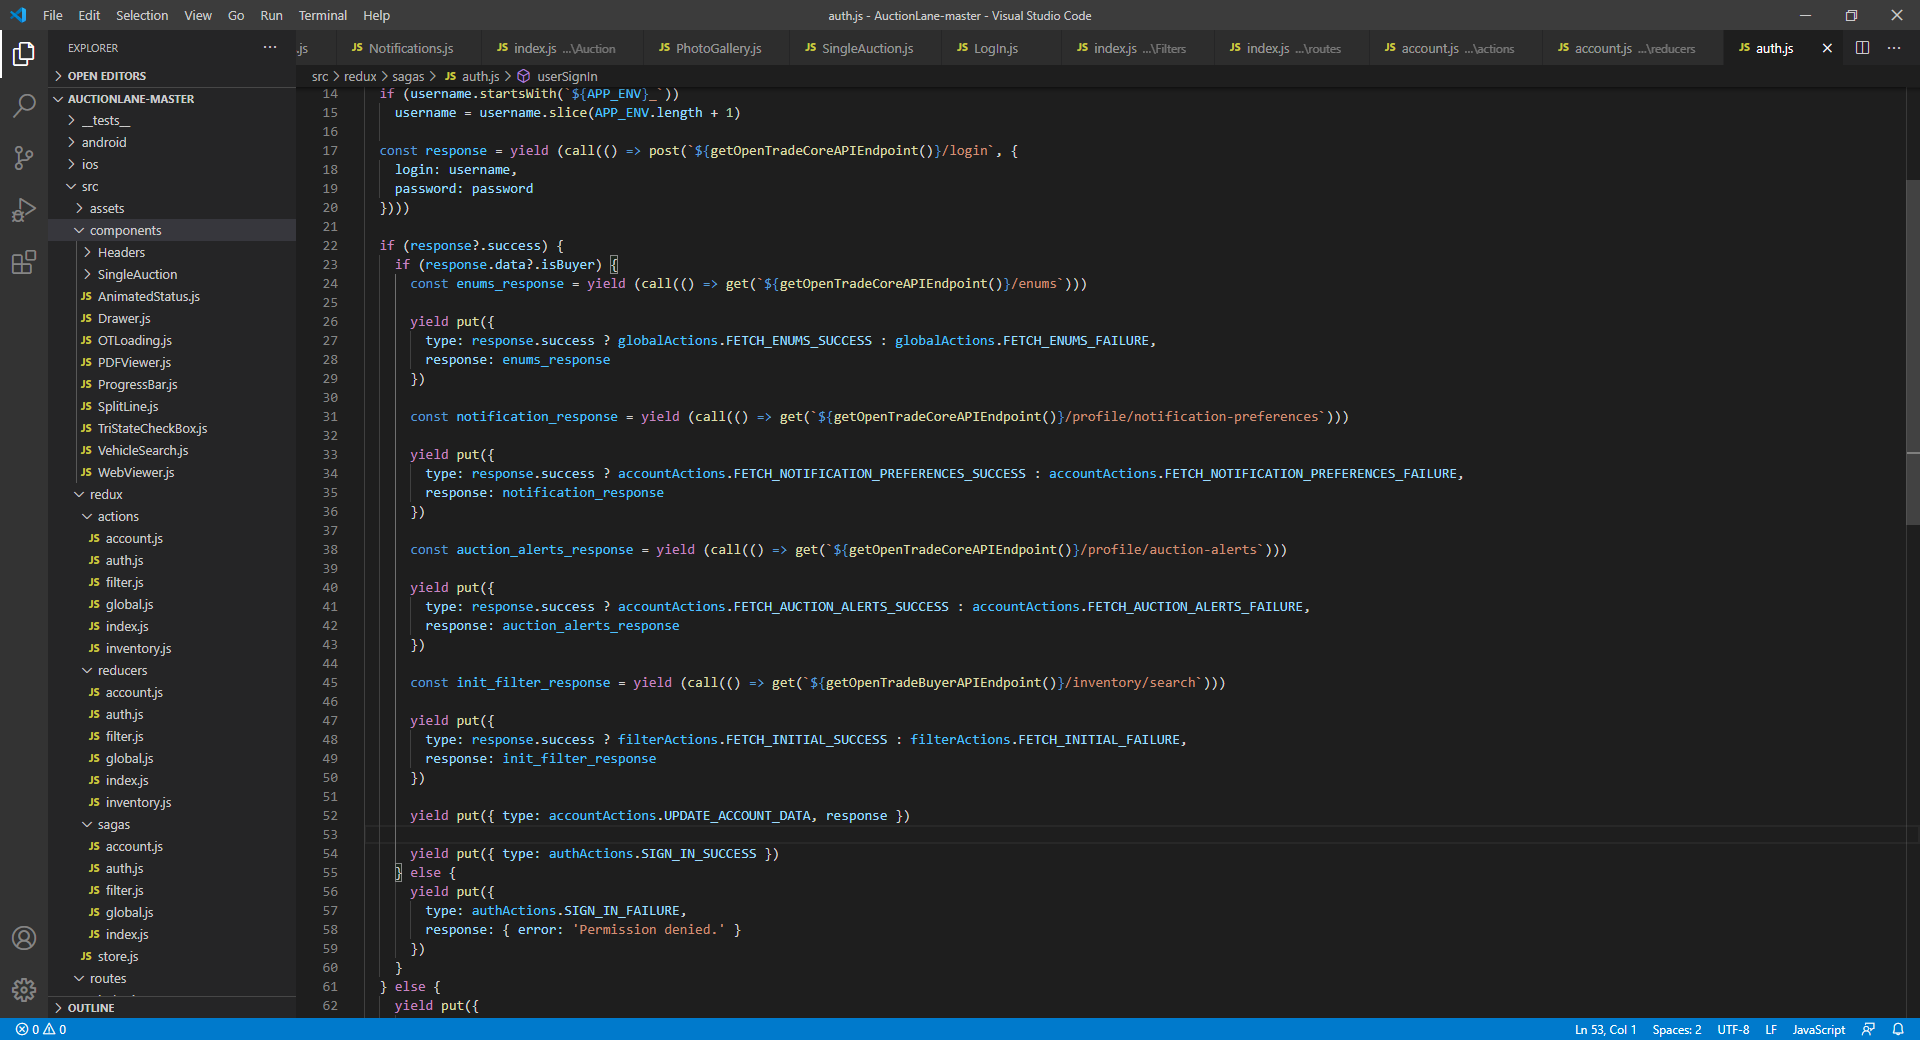 File Edit Selection View Go Run Terminal Help
auth.js - AuctionLane-master - Visual Studio Code
EXPLORER
OPEN EDITORS
AUCTIONLANE-MASTER
__tests__
android
ios
src
assets
components
Headers
SingleAuction
JS AnimatedStatus.js
JS Drawer.js
JS OTLoading.js
JS PDFViewer.js
JS ProgressBar.js
JS SplitLine.js
JS TriStateCheckBox.js
JS VehicleSearch.js
JS WebViewer.js
redux
actions
JS account.js
JS auth.js
JS filter.js
JS global.js
JS index.js
JS inventory.js
reducers
JS account.js
JS auth.js
JS filter.js
JS global.js
JS index.js
JS inventory.js
sagas
JS account.js
JS auth.js
JS filter.js
JS global.js
JS index.js
JS store.js
routes
OUTLINE
.js JS Notifications.js JS index.js ...\Auction JS PhotoGallery.js JS SingleAuction.js JS LogIn.js JS index.js ...\Filters JS index.js ...\routes JS account.js ...\actions JS account.js ...\reducers JS auth.js
src > redux > sagas > JS auth.js > userSignIn
14 if (username.startsWith(`${APP_ENV}_`))
15 username = username.slice(APP_ENV.length + 1)
16
17 const response = yield (call(() => post(`${getOpenTradeCoreAPIEndpoint()}/login`, {
18 login: username,
19 password: password
20 })))
21
22 if (response?.success) {
23 if (response.data?.isBuyer) {
24 const enums_response = yield (call(() => get(`${getOpenTradeCoreAPIEndpoint()}/enums`)))
25
26 yield put({
27 type: response.success ? globalActions.FETCH_ENUMS_SUCCESS : globalActions.FETCH_ENUMS_FAILURE,
28 response: enums_response
29 })
30
31 const notification_response = yield (call(() => get(`${getOpenTradeCoreAPIEndpoint()}/profile/notification-preferences`)))
32
33 yield put({
34 type: response.success ? accountActions.FETCH_NOTIFICATION_PREFERENCES_SUCCESS : accountActions.FETCH_NOTIFICATION_PREFERENCES_FAILURE,
35 response: notification_response
36 })
37
38 const auction_alerts_response = yield (call(() => get(`${getOpenTradeCoreAPIEndpoint()}/profile/auction-alerts`)))
39
40 yield put({
41 type: response.success ? accountActions.FETCH_AUCTION_ALERTS_SUCCESS : accountActions.FETCH_AUCTION_ALERTS_FAILURE,
42 response: auction_alerts_response
43 })
44
45 const init_filter_response = yield (call(() => get(`${getOpenTradeBuyerAPIEndpoint()}/inventory/search`)))
46
47 yield put({
48 type: response.success ? filterActions.FETCH_INITIAL_SUCCESS : filterActions.FETCH_INITIAL_FAILURE,
49 response: init_filter_response
50 })
51
52 yield put({ type: accountActions.UPDATE_ACCOUNT_DATA, response })
53
54 yield put({ type: authActions.SIGN_IN_SUCCESS })
55 } else {
56 yield put({
57 type: authActions.SIGN_IN_FAILURE,
58 response: { error: 'Permission denied.' }
59 })
60 }
61 } else {
62 yield put({
0 0
Ln 53, Col 1 Spaces: 2 UTF-8 LF JavaScript